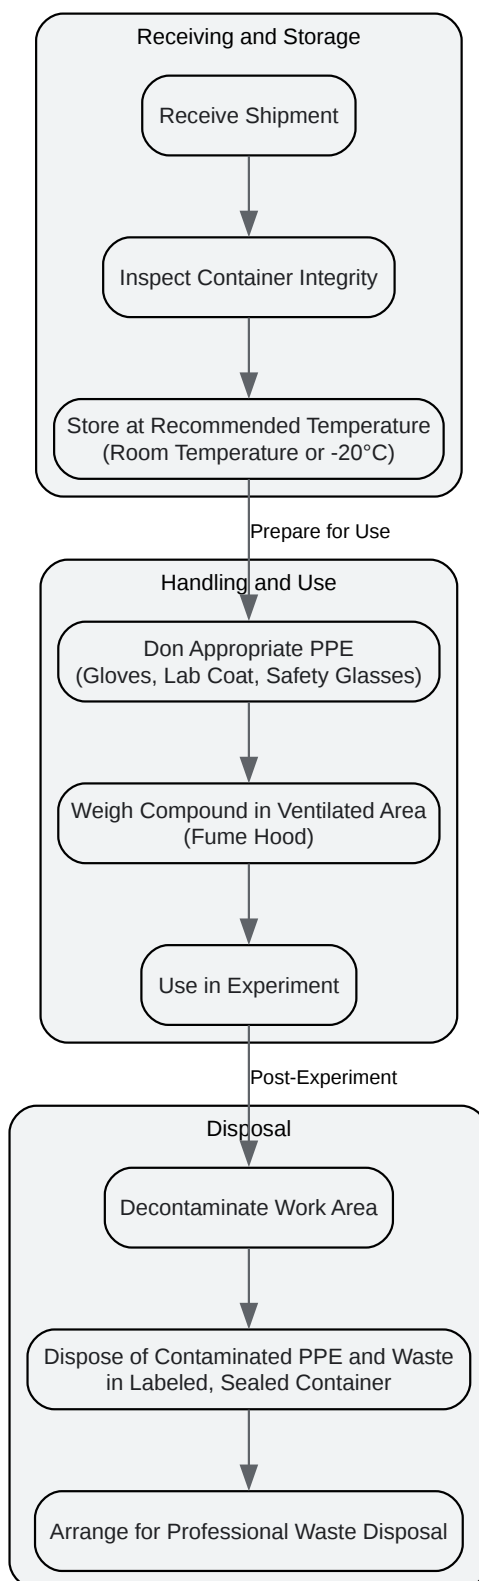 Receiving and Storage
Receive Shipment
Inspect Container Integrity
Store at Recommended Temperature
(Room Temperature or -20°C)
Prepare for Use
Handling and Use
Don Appropriate PPE
(Gloves, Lab Coat, Safety Glasses)
Weigh Compound in Ventilated Area
(Fume Hood)
Use in Experiment
Post-Experiment
Disposal
Decontaminate Work Area
Dispose of Contaminated PPE and Waste
in Labeled, Sealed Container
Arrange for Professional Waste Disposal